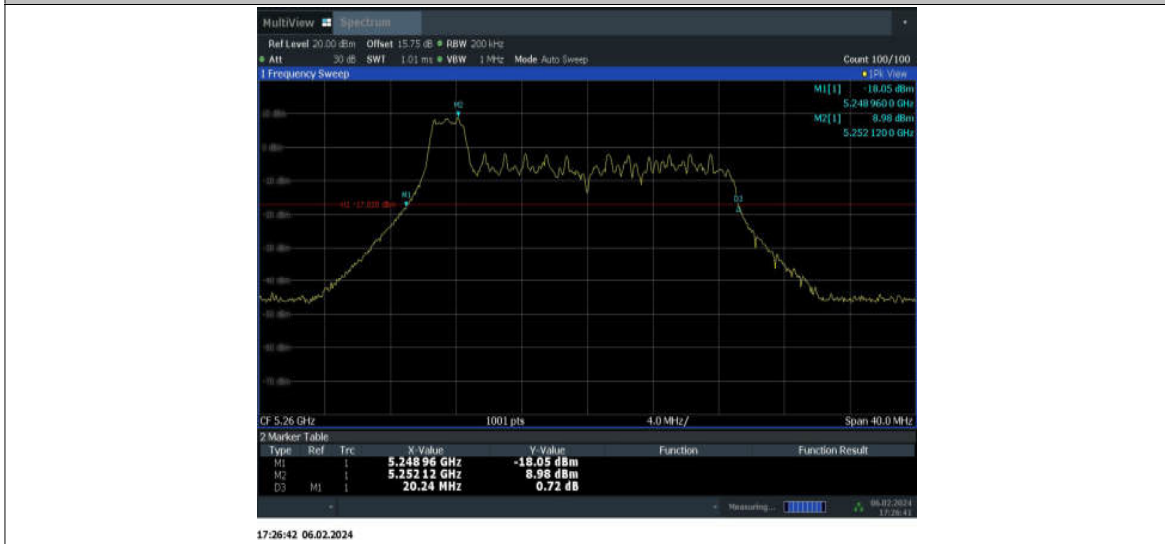 MultiView Spectrum
Ref Level 20.00 dBm Offset 15.75 dB RBW 200 kHz
Att 30 dB SWT 1.01 ms VBW 1 MHz Mode Auto Sweep Count 100/100
1 Frequency Sweep 1Pk View
M1[1] -18.05 dBm
5.248 960 0 GHz
M2[1] 8.98 dBm
5.252 120 0 GHz
M2
M1
D3
CF 5.26 GHz 1001 pts 4.0 MHz/ Span 40.0 MHz
2 Marker Table
Type Ref Trc X-Value Y-Value Function Function Result
M1 1 5.248 96 GHz -18.05 dBm
M2 1 5.252 12 GHz 8.98 dBm
D3 M1 1 20.24 MHz 0.72 dB
Measuring... 06.02.2024
17:26:41
17:26:42 06.02.2024